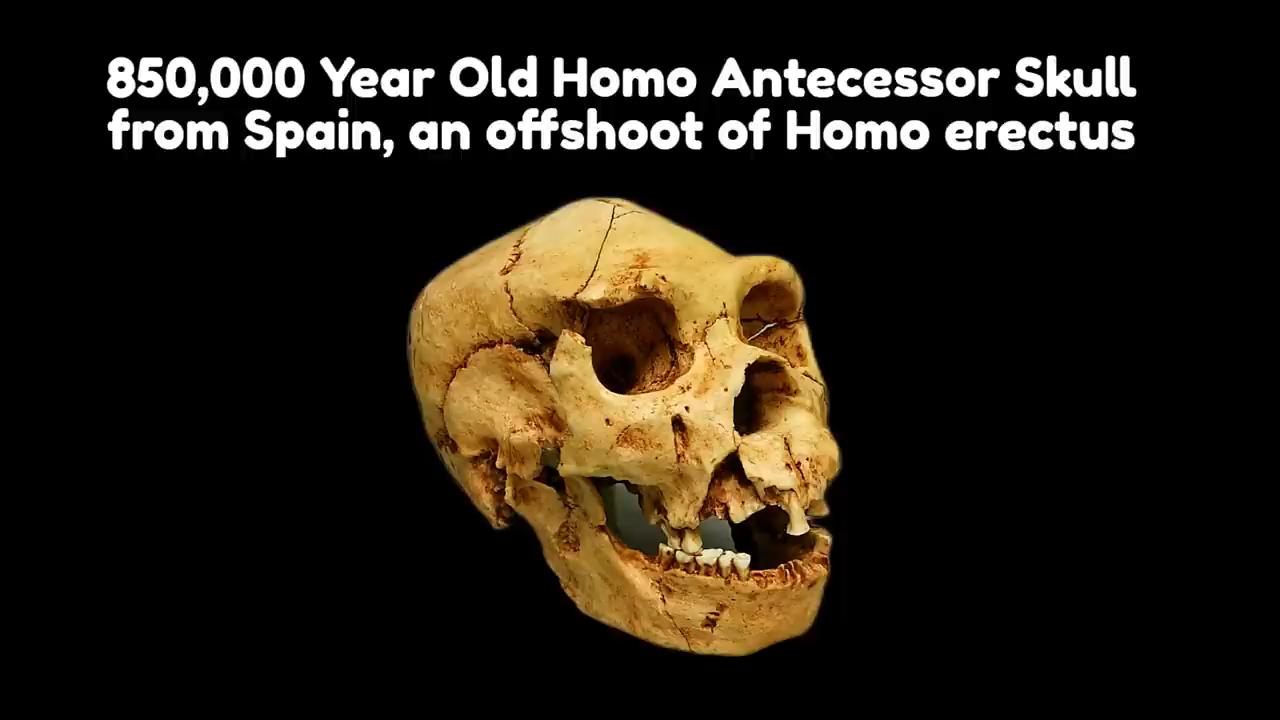 850,000 Year Old Homo Antecessor Skull
from Spain, an offshoot of Homo erectus